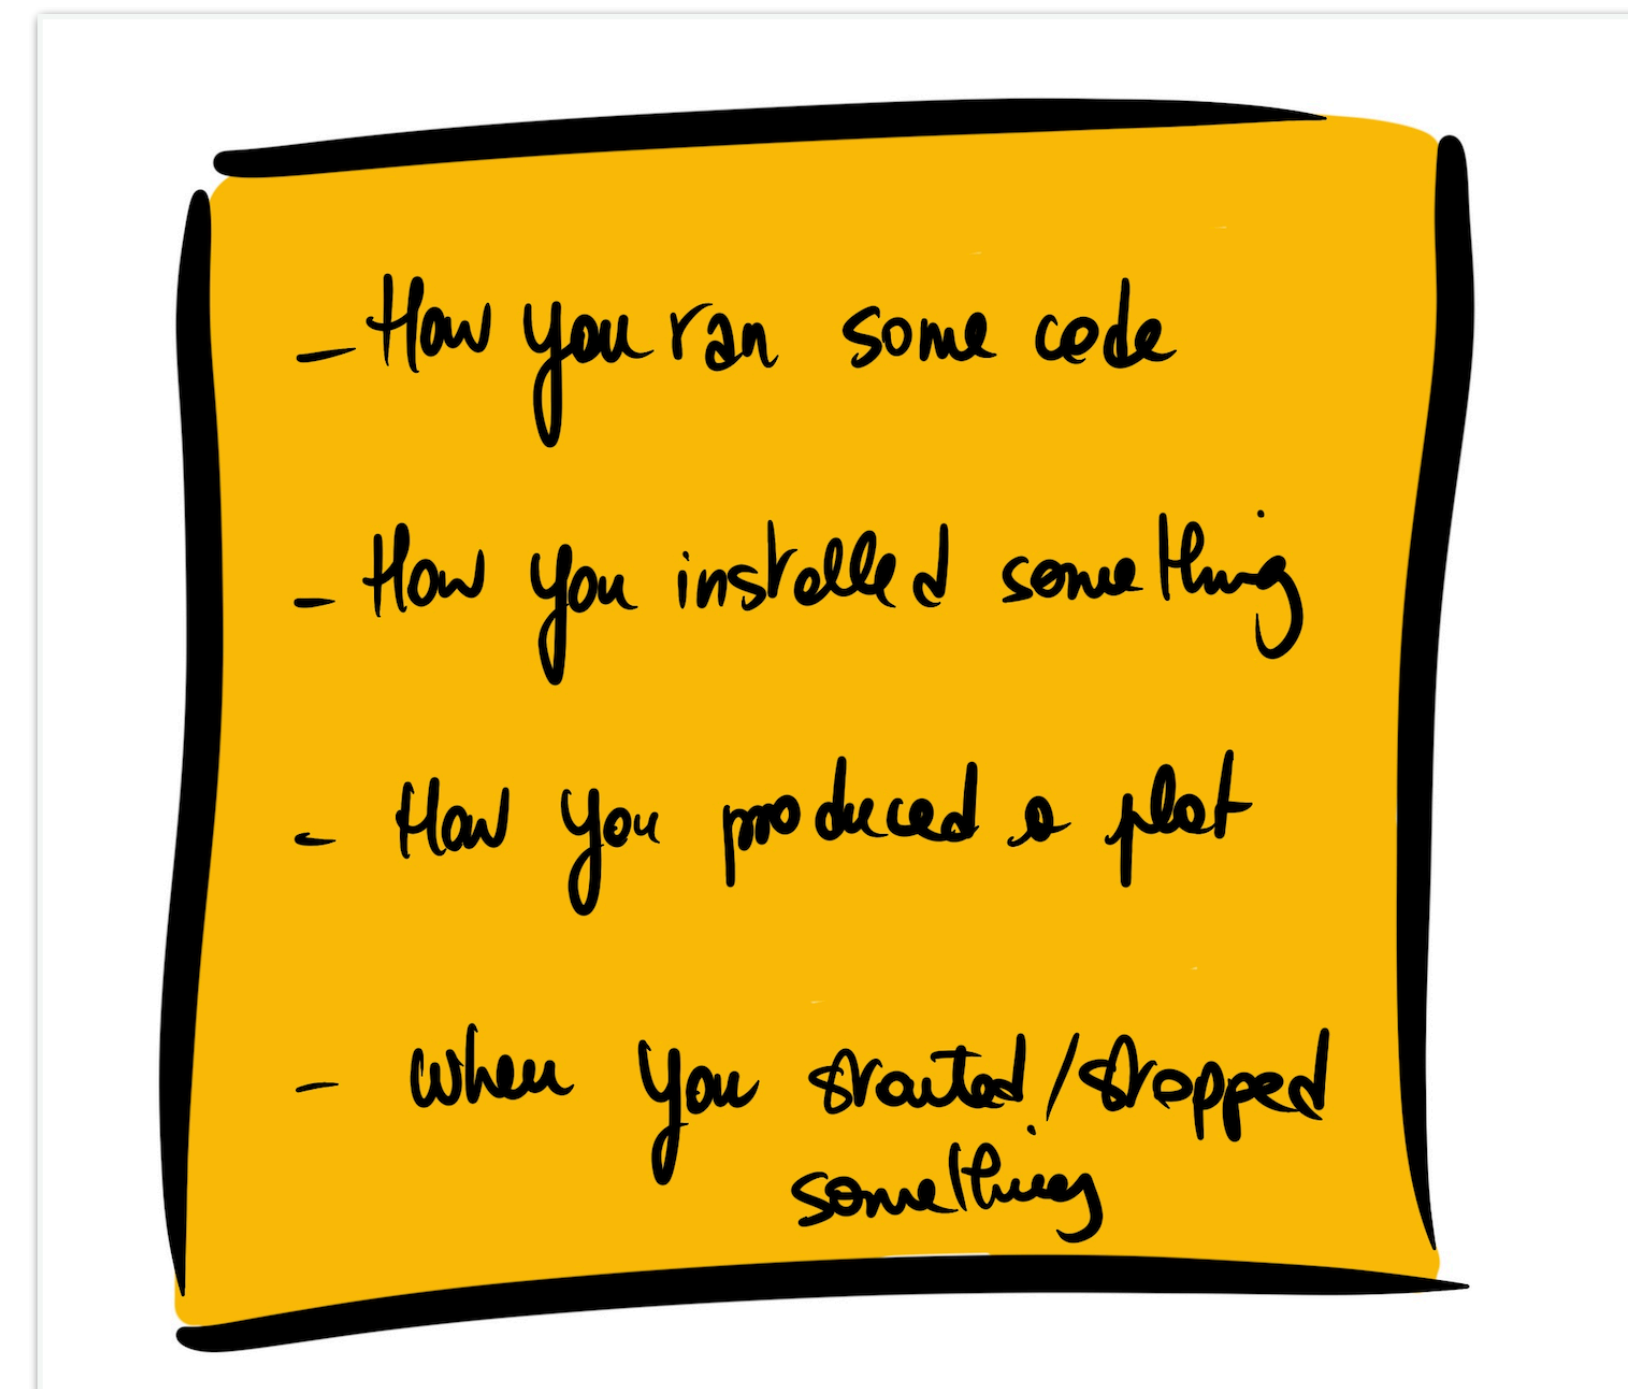 - How you ran some code
- How you installed something
- How you produced a plot
- When you started/stopped
something